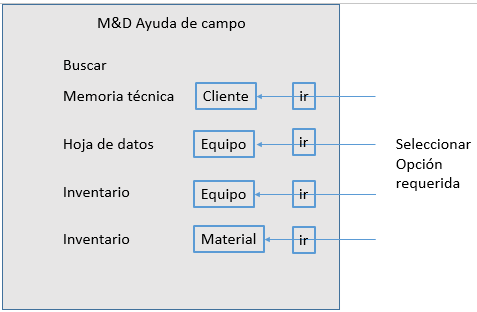 M&D Ayuda de campo
Buscar
Memoria técnica Cliente ir
Hoja de datos Equipo ir
Seleccionar
Opción
requerida
Inventario Equipo ir
Inventario Material ir